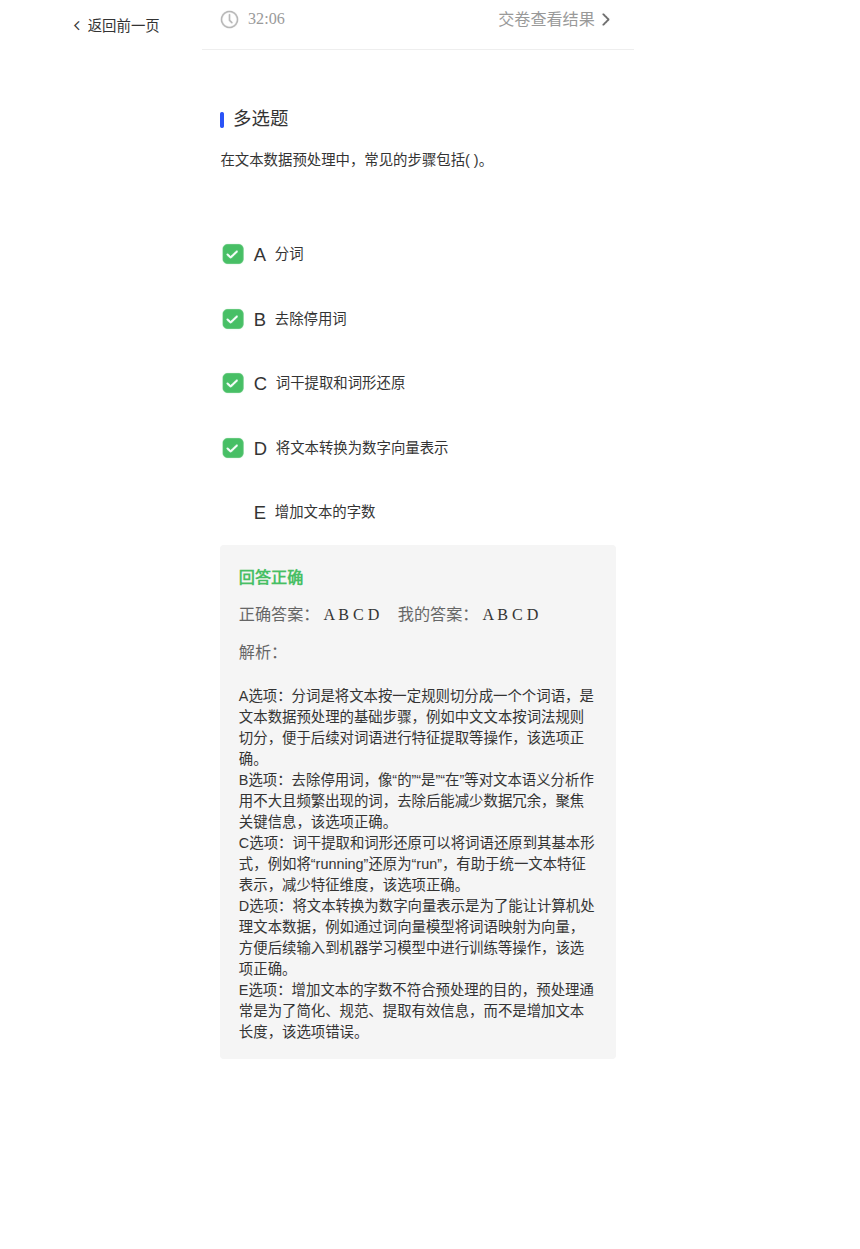 返回前一页
32:06
交卷查看结果
多选题
在文本数据预处理中，常见的步骤包括( )。
A 分词
B 去除停用词
C 词干提取和词形还原
D 将文本转换为数字向量表示
E 增加文本的字数
回答正确
正确答案： A B C D 我的答案： A B C D
解析：
A选项：分词是将文本按一定规则切分成一个个词语，是
文本数据预处理的基础步骤，例如中文文本按词法规则
切分，便于后续对词语进行特征提取等操作，该选项正
确。
B选项：去除停用词，像“的”“是”“在”等对文本语义分析作
用不大且频繁出现的词，去除后能减少数据冗余，聚焦
关键信息，该选项正确。
C选项：词干提取和词形还原可以将词语还原到其基本形
式，例如将“running”还原为“run”，有助于统一文本特征
表示，减少特征维度，该选项正确。
D选项：将文本转换为数字向量表示是为了能让计算机处
理文本数据，例如通过词向量模型将词语映射为向量，
方便后续输入到机器学习模型中进行训练等操作，该选
项正确。
E选项：增加文本的字数不符合预处理的目的，预处理通
常是为了简化、规范、提取有效信息，而不是增加文本
长度，该选项错误。